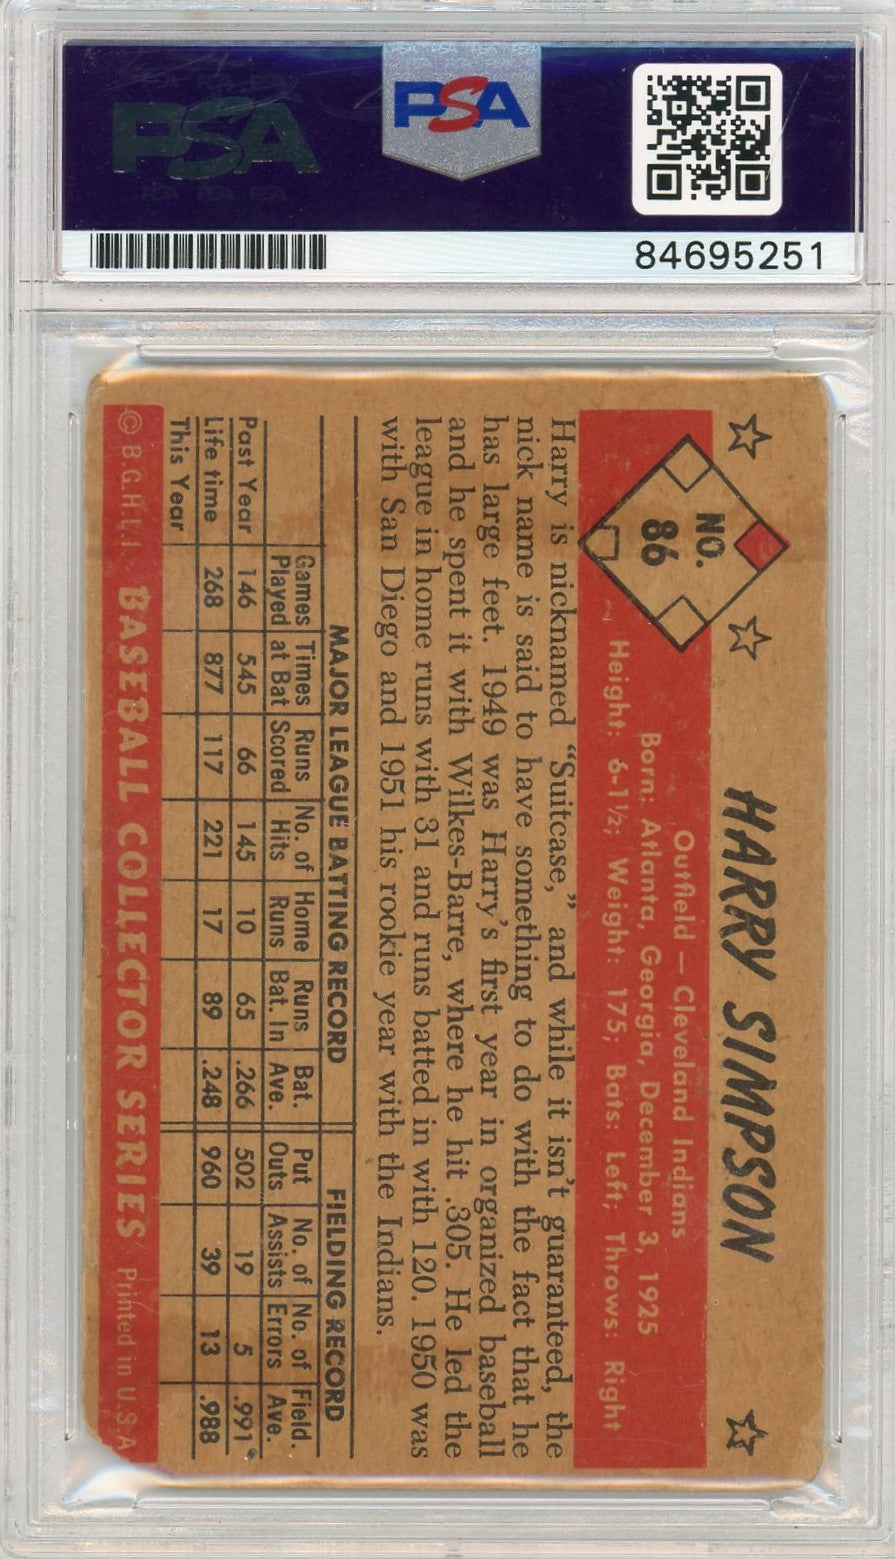 PSA
PSA
84695251
HARRY SIMPSON
NO.
86
Outfield — Cleveland Indians
Born: Atlanta, Georgia, December 3, 1925
Height: 6-1½; Weight: 175; Bats: Left; Throws: Right
Harry is nicknamed “Suitcase,” and while it isn't guaranteed, the
nick name is said to have something to do with the fact that he
has large feet. 1949 was Harry's first year in organized baseball
and he spent it with Wilkes-Barre, where he hit .305. He led the
league in home runs with 31 and runs batted in with 120. 1950 was
with San Diego and 1951 his rookie year with the Indians.
MAJOR LEAGUE BATTING RECORD FIELDING RECORD
Games Times Runs No. of Home Runs Bat. Put No. of No. of Field.
Played at Bat Scored Hits Runs Bat. In Ave. Outs Assists Errors Ave.
Past Year 146 545 66 145 10 65 .266 502 19 5 .991*
Life time 268 877 117 221 17 89 .248 960 39 13 .988
This Year
© B.G.H.L.I. BASEBALL COLLECTOR SERIES Printed in U.S.A